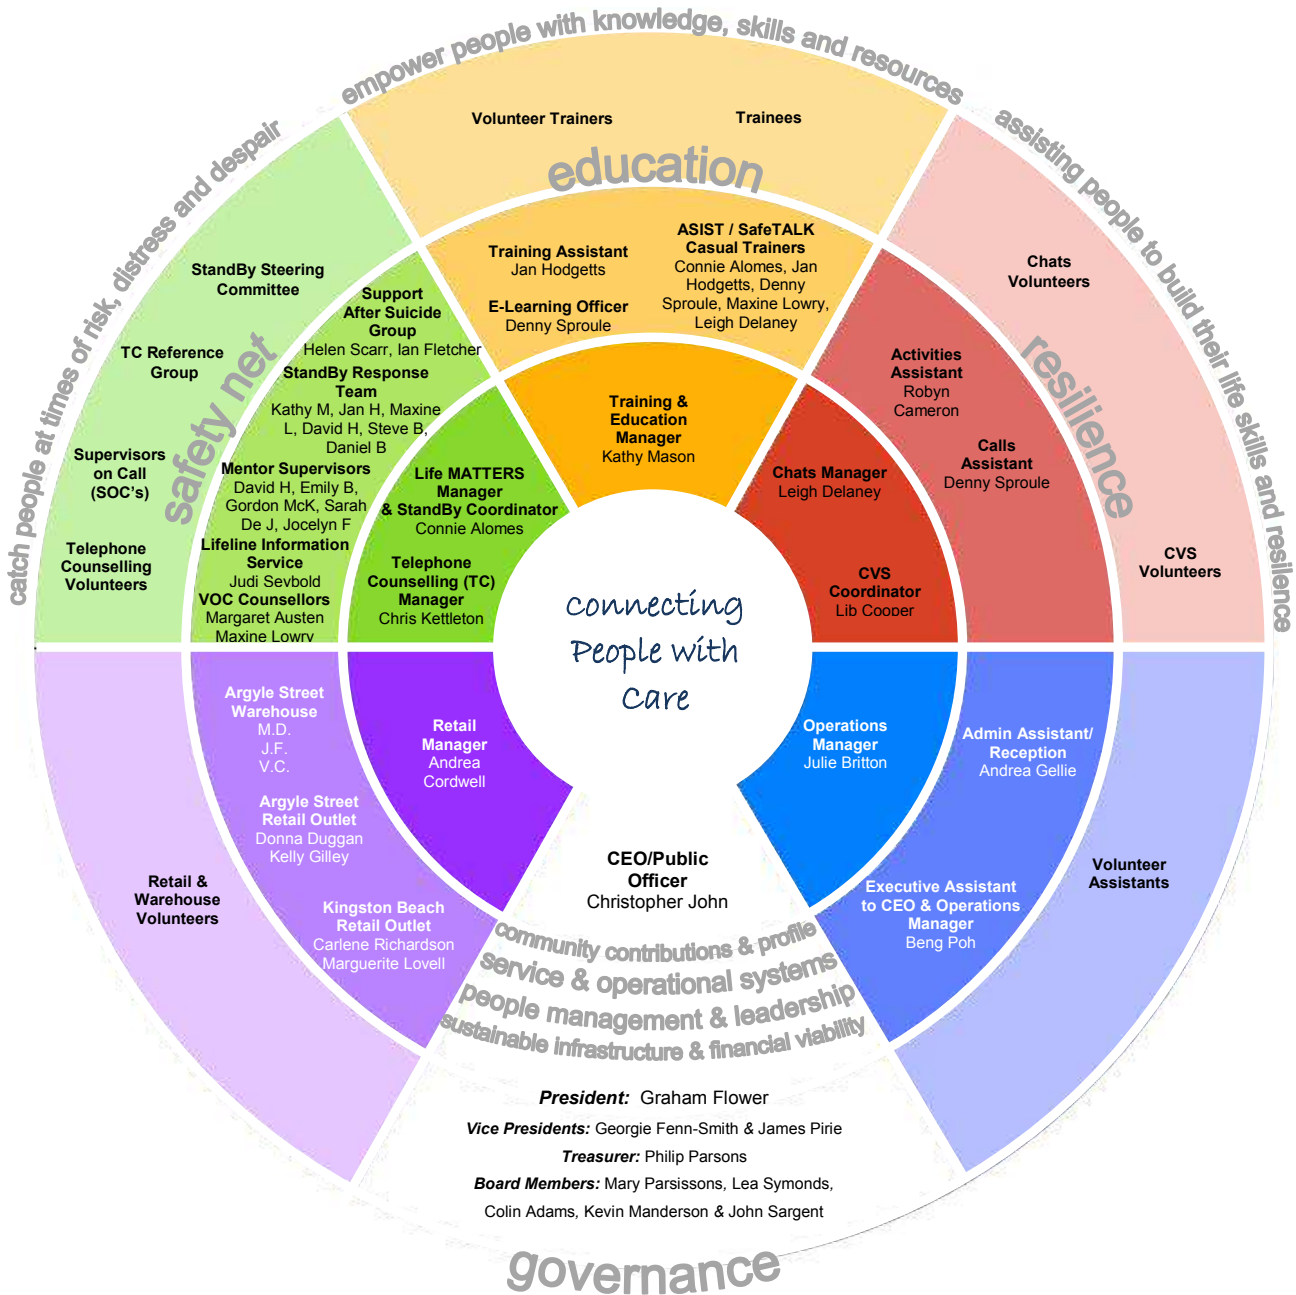 empower people with knowledge, skills and resources
catch people at times of risk, distress and despair
assisting people to build their life skills and resilence
education
Volunteer Trainers
Trainees
Training Assistant
Jan Hodgetts
E-Learning Officer
Denny Sproule
ASIST / SafeTALK
Casual Trainers
Connie Alomes, Jan
Hodgetts, Denny
Sproule, Maxine Lowry,
Leigh Delaney
Training &
Education
Manager
Kathy Mason
safety net
StandBy Steering
Committee
TC Reference
Group
Supervisors
on Call
(SOC's)
Telephone
Counselling
Volunteers
Support
After Suicide
Group
Helen Scarr, Ian Fletcher
StandBy Response
Team
Kathy M, Jan H, Maxine
L, David H, Steve B,
Daniel B
Mentor Supervisors
David H, Emily B,
Gordon McK, Sarah
De J, Jocelyn F
Lifeline Information
Service
Judi Sevbold
VOC Counsellors
Margaret Austen
Maxine Lowry
Life MATTERS
Manager
& StandBy Coordinator
Connie Alomes
Telephone
Counselling (TC)
Manager
Chris Kettleton
resilience
Chats
Volunteers
CVS
Volunteers
Activities
Assistant
Robyn
Cameron
Calls
Assistant
Denny Sproule
Chats Manager
Leigh Delaney
CVS
Coordinator
Lib Cooper
Connecting
People with
Care
Retail &
Warehouse
Volunteers
Argyle Street
Warehouse
M.D.
J.F.
V.C.
Argyle Street
Retail Outlet
Donna Duggan
Kelly Gilley
Kingston Beach
Retail Outlet
Carlene Richardson
Marguerite Lovell
Retail
Manager
Andrea
Cordwell
Operations
Manager
Julie Britton
Admin Assistant/
Reception
Andrea Gellie
Executive Assistant
to CEO & Operations
Manager
Beng Poh
Volunteer
Assistants
CEO/Public
Officer
Christopher John
community contributions & profile
service & operational systems
people management & leadership
sustainable infrastructure & financial viability
President: Graham Flower
Vice Presidents: Georgie Fenn-Smith & James Pirie
Treasurer: Philip Parsons
Board Members: Mary Parsissons, Lea Symonds,
Colin Adams, Kevin Manderson & John Sargent
governance